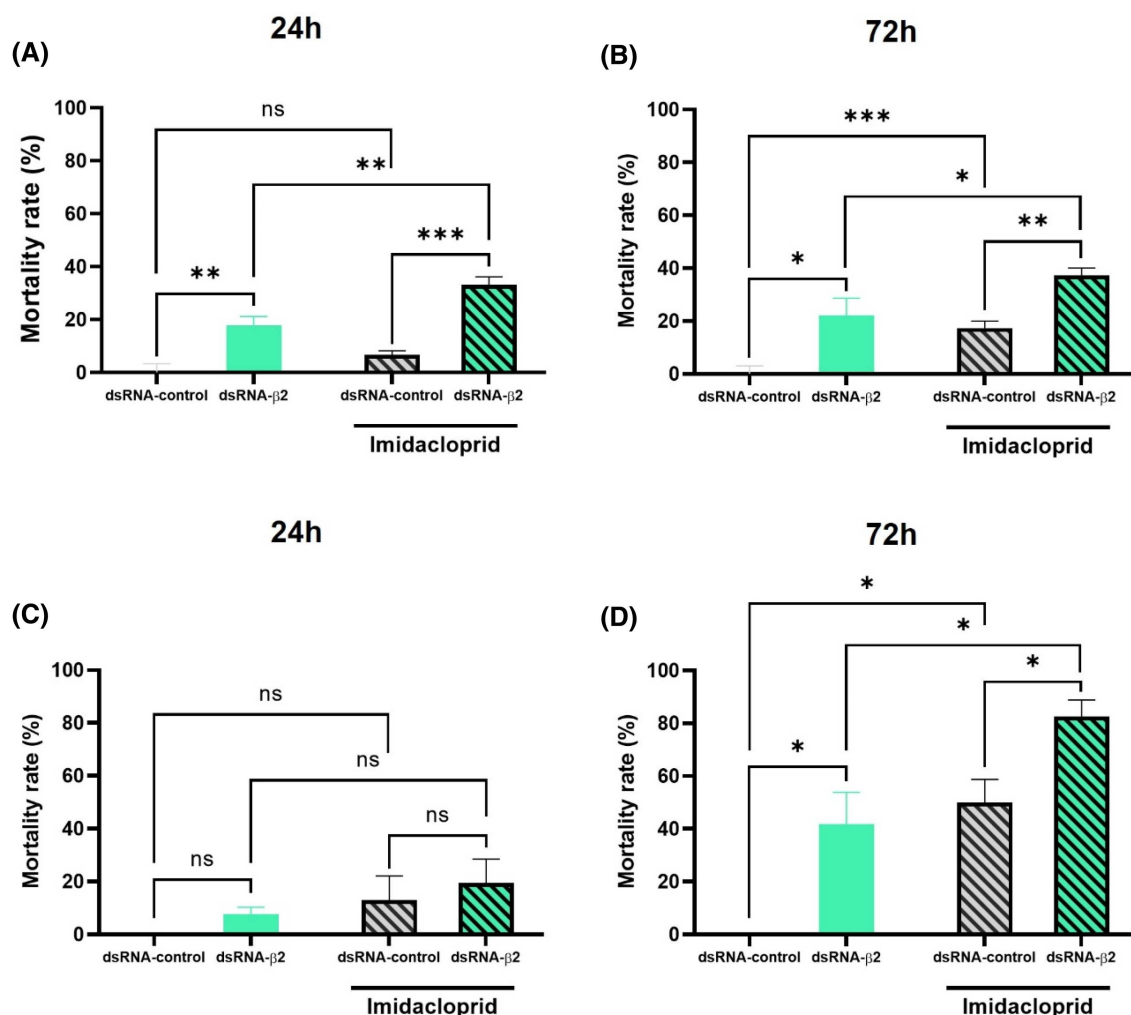 24h
(A)
Mortality rate (%)
100
80
60
40
20
0
ns
**
**
***
dsRNA-control
dsRNA-β2
dsRNA-control
dsRNA-β2
Imidacloprid
72h
(B)
Mortality rate (%)
100
80
60
40
20
0
***
*
*
**
dsRNA-control
dsRNA-β2
dsRNA-control
dsRNA-β2
Imidacloprid
24h
(C)
Mortality rate (%)
100
80
60
40
20
0
ns
ns
ns
ns
dsRNA-control
dsRNA-β2
dsRNA-control
dsRNA-β2
Imidacloprid
72h
(D)
Mortality rate (%)
100
80
60
40
20
0
*
*
*
*
dsRNA-control
dsRNA-β2
dsRNA-control
dsRNA-β2
Imidacloprid